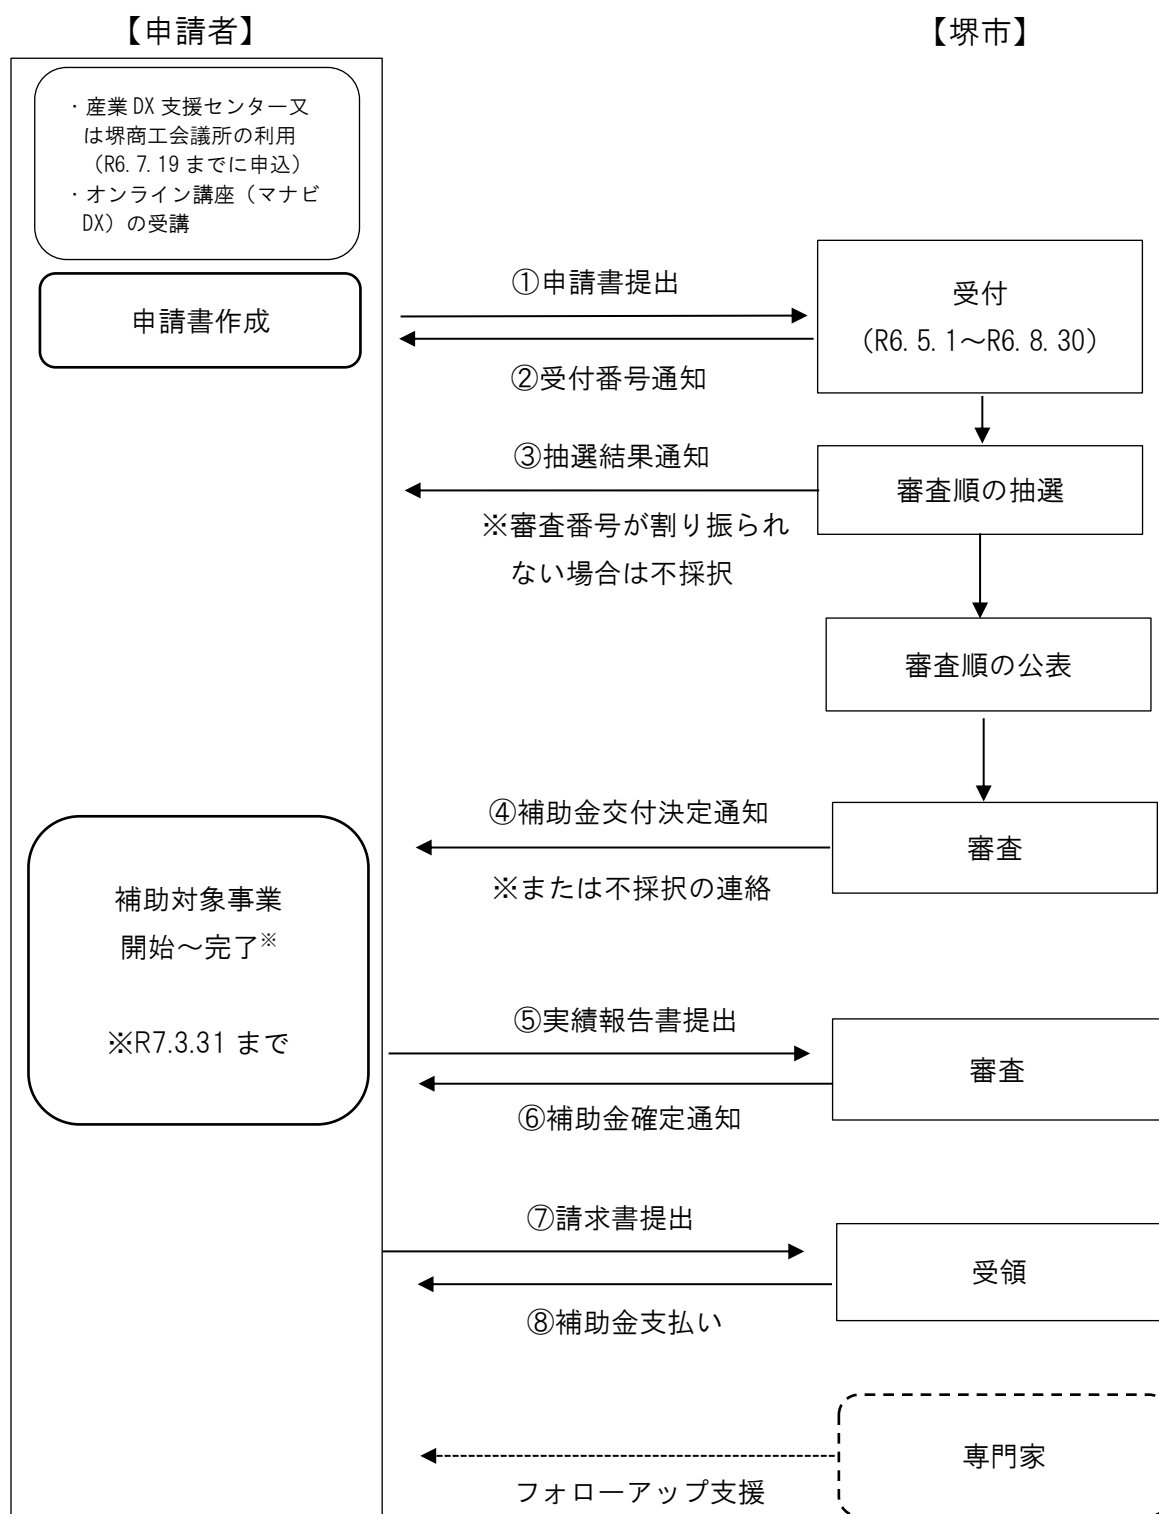 【申請者】
【堺市】
・産業 DX 支援センター又
は堺商工会議所の利用
（R6.7.19 までに申込）
・オンライン講座（マナビ
DX）の受講
申請書作成
①申請書提出
受付
（R6.5.1～R6.8.30）
②受付番号通知
③抽選結果通知
審査順の抽選
※審査番号が割り振られ
ない場合は不採択
審査順の公表
④補助金交付決定通知
審査
※または不採択の連絡
補助対象事業
開始～完了※
※R7.3.31 まで
⑤実績報告書提出
審査
⑥補助金確定通知
⑦請求書提出
受領
⑧補助金支払い
専門家
フォローアップ支援